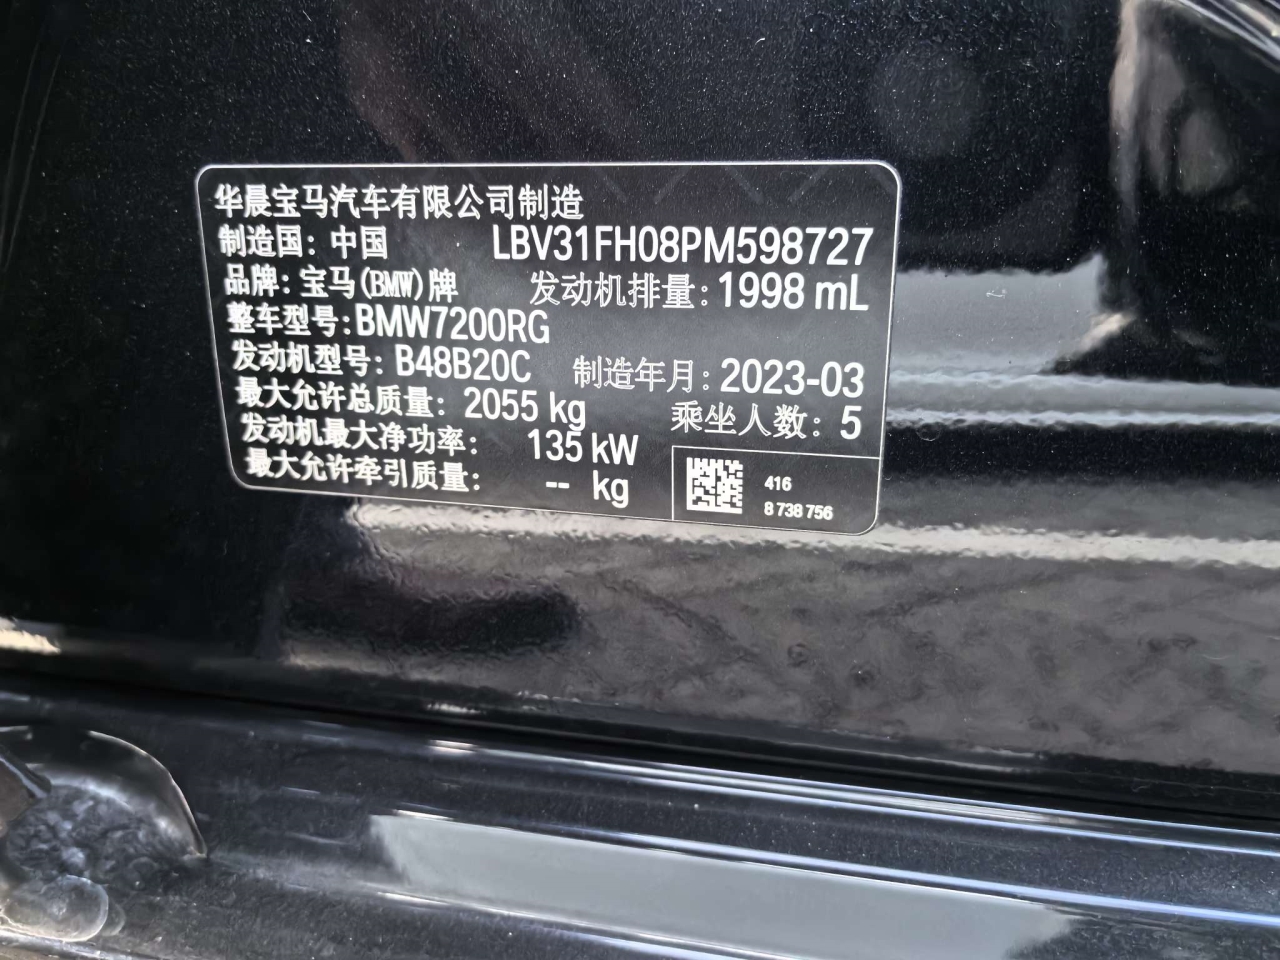 华晨宝马汽车有限公司制造
制造国：中国 LBV31FH08PM598727
品牌：宝马(BMW)牌 发动机排量：1998 mL
整车型号：BMW7200RG
发动机型号：B48B20C 制造年月：2023-03
最大允许总质量：2055 kg 乘坐人数：5
发动机最大净功率：135 kW
最大允许牵引质量：-- kg
416
8 738 756